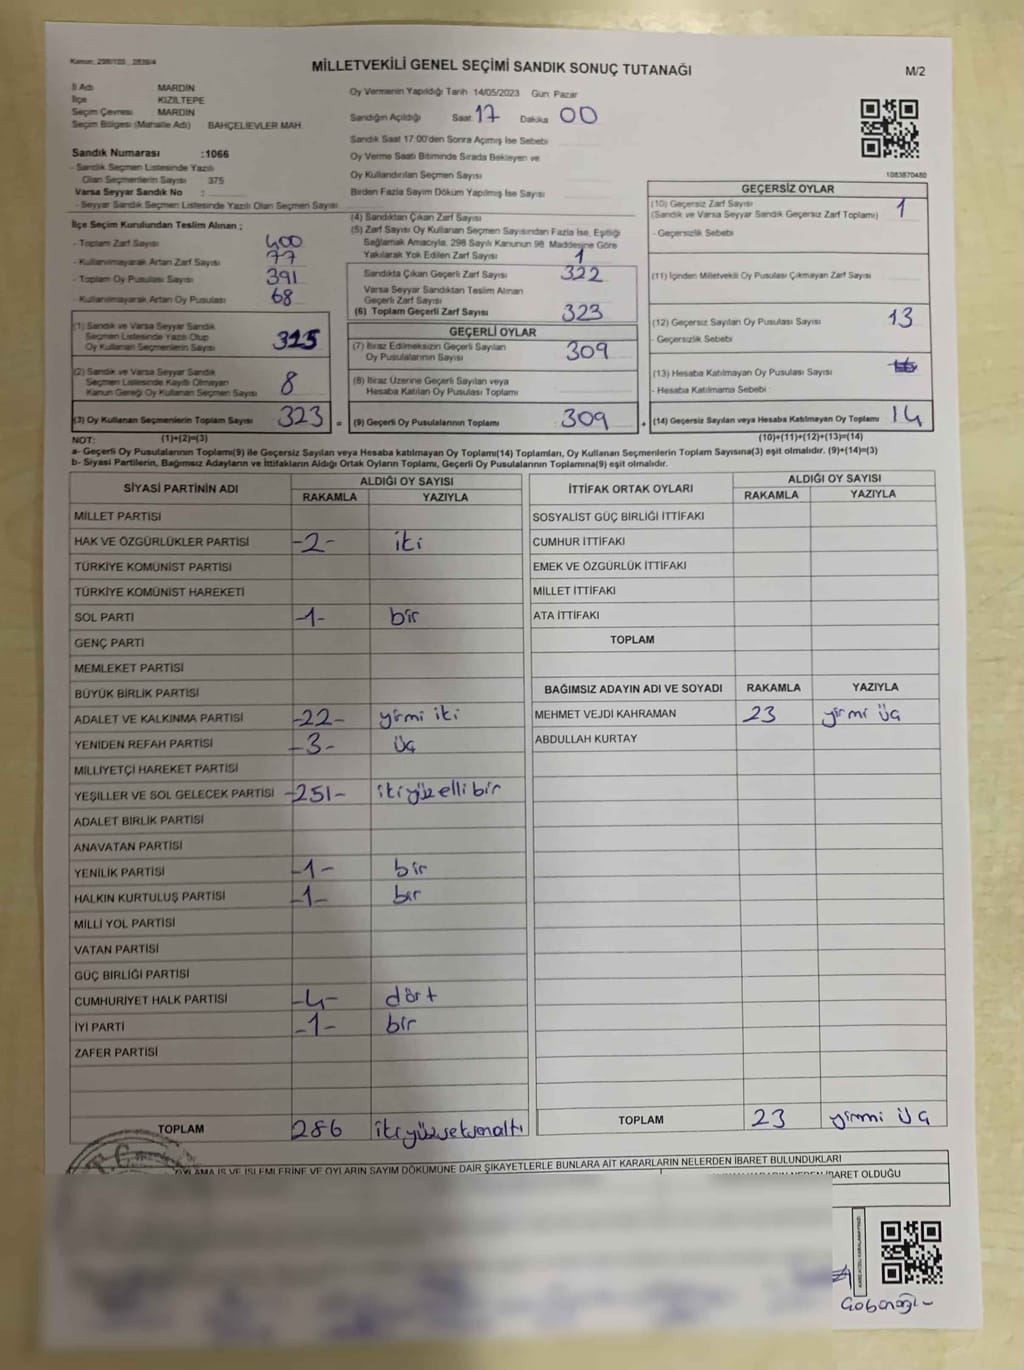 Kanun: 298/105 , 2839/4
MİLLETVEKİLİ GENEL SEÇİMİ SANDIK SONUÇ TUTANAĞI
M/2
İl Adı MARDİN
İlçe KIZILTEPE
Seçim Çevresi : MARDİN
Seçim Bölgesi (Mahalle Adı) BAHÇELİEVLER MAH.
Sandık Numarası :1066
- Sandık Seçmen Listesinde Yazılı
Olan Seçmenlerin Sayısı 375
Varsa Seyyar Sandık No :
- Seyyar Sandık Seçmen Listesinde Yazılı Olan Seçmen Sayısı
Oy Vermenin Yapıldığı Tarih 14/05/2023 Gün: Pazar
Sandığın Açıldığı Saat: 17 Dakika 00
Sandık Saat 17:00'den Sonra Açımış İse Sebebi
Oy Verme Saati Bitiminde Sırada Bekleyen ve
Oy Kullandırılan Seçmen Sayısı
Birden Fazla Sayım Döküm Yapılmış İse Sayısı
1083870480
İlçe Seçim Kurulundan Teslim Alınan ;
- Toplam Zarf Sayısı 400
- Kullanılmayarak Artan Zarf Sayısı 77
- Toplam Oy Pusulası Sayısı 391
- Kullanılmayarak Artan Oy Pusulası 68
(1) Sandık ve Varsa Seyyar Sandık
Seçmen Listesinde Yazılı Olup
Oy Kullanan Seçmenlerin Sayısı 315
(2) Sandık ve Varsa Seyyar Sandık
Seçmen Listesinde Kayıtlı Olmayan
Kanun Gereği Oy Kullanan Seçmen Sayısı 8
(3) Oy Kullanan Seçmenlerin Toplam Sayısı 323
(4) Sandıktan Çıkan Zarf Sayısı
(5) Zarf Sayısı Oy Kullanan Seçmen Sayısından Fazla İse, Eşitliği
Sağlamak Amacıyla, 298 Sayılı Kanunun 98. Maddesine Göre
Yakılarak Yok Edilen Zarf Sayısı 1
Sandıkta Çıkan Geçerli Zarf Sayısı 322
Varsa Seyyar Sandıktan Teslim Alınan
Geçerli Zarf Sayısı
(6) Toplam Geçerli Zarf Sayısı 323
GEÇERLİ OYLAR
(7) İtiraz Edilmeksizin Geçerli Sayılan
Oy Pusulalarının Sayısı 309
(8) İtiraz Üzerine Geçerli Sayılan veya
Hesaba Katılan Oy Pusulası Toplamı
= (9) Geçerli Oy Pusulalarının Toplamı 309
GEÇERSİZ OYLAR
(10) Geçersiz Zarf Sayısı 1
(Sandık ve Varsa Seyyar Sandık Geçersiz Zarf Toplamı)
- Geçersizlik Sebebi
(11) İçinden Milletvekili Oy Pusulası Çıkmayan Zarf Sayısı
(12) Geçersiz Sayılan Oy Pusulası Sayısı 13
- Geçersizlik Sebebi
(13) Hesaba Katılmayan Oy Pusulası Sayısı
- Hesaba Katılmama Sebebi
+ (14) Geçersiz Sayılan veya Hesaba Katılmayan Oy Toplamı 14
NOT: (1)+(2)=(3)
(10)+(11)+(12)+(13)=(14)
a- Geçerli Oy Pusulalarının Toplamı(9) ile Geçersiz Sayılan veya Hesaba katılmayan Oy Toplamı(14) Toplamları, Oy Kullanan Seçmenlerin Toplam Sayısına(3) eşit olmalıdır. (9)+(14)=(3)
b- Siyasi Partilerin, Bağımsız Adayların ve İttifakların Aldığı Ortak Oyların Toplamı, Geçerli Oy Pusulalarının Toplamına(9) eşit olmalıdır.
SİYASİ PARTİNİN ADI ALDIĞI OY SAYISI
RAKAMLA YAZIYLA
MİLLET PARTİSİ
HAK VE ÖZGÜRLÜKLER PARTİSİ -2- iki
TÜRKİYE KOMÜNİST PARTİSİ
TÜRKİYE KOMÜNİST HAREKETİ
SOL PARTİ -1- bir
GENÇ PARTİ
MEMLEKET PARTİSİ
BÜYÜK BİRLİK PARTİSİ
ADALET VE KALKINMA PARTİSİ -22- yirmi iki
YENİDEN REFAH PARTİSİ -3- üç
MİLLİYETÇİ HAREKET PARTİSİ
YEŞİLLER VE SOL GELECEK PARTİSİ -251- ikiyüz elli bir
ADALET BİRLİK PARTİSİ
ANAVATAN PARTİSİ
YENİLİK PARTİSİ -1- bir
HALKIN KURTULUŞ PARTİSİ -1- bir
MİLLİ YOL PARTİSİ
VATAN PARTİSİ
GÜÇ BİRLİĞİ PARTİSİ
CUMHURİYET HALK PARTİSİ -4- dört
İYİ PARTİ -1- bir
ZAFER PARTİSİ
TOPLAM 286 ikiyüzseksenaltı
İTTİFAK ORTAK OYLARI ALDIĞI OY SAYISI
RAKAMLA YAZIYLA
SOSYALİST GÜÇ BİRLİĞİ İTTİFAKI
CUMHUR İTTİFAKI
EMEK VE ÖZGÜRLÜK İTTİFAKI
MİLLET İTTİFAKI
ATA İTTİFAKI
TOPLAM
BAĞIMSIZ ADAYIN ADI VE SOYADI RAKAMLA YAZIYLA
MEHMET VEJDİ KAHRAMAN 23 yirmi üç
ABDULLAH KURTAY
TOPLAM 23 yirmi üç
T.C.
OYLAMA İŞ VE İŞLEMLERİNE VE OYLARIN SAYIM DÖKÜMÜNE DAİR ŞİKAYETLERLE BUNLARA AİT KARARLARIN NELERDEN İBARET BULUNDUKLARI
İBARET OLDUĞU